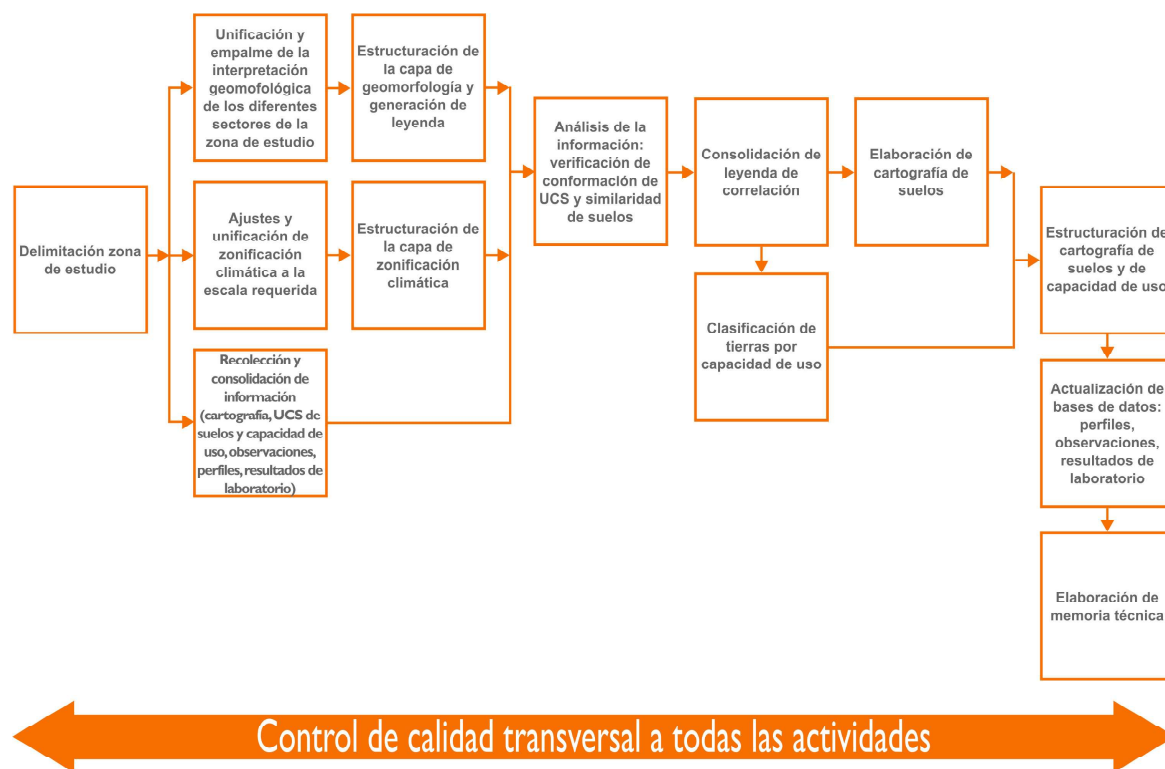 Unificación y
empalme de la
interpretación
geomofológica
de los diferentes
sectores de la
zona de estudio
Estructuración de
la capa de
geomorfología y
generación de
leyenda
Análisis de la
información:
verificación de
conformación de
UCS y similaridad
de suelos
Consolidación de
leyenda de
correlación
Elaboración de
cartografía de
suelos
Delimitación zona
de estudio
Ajustes y
unificación de
zonificación
climática a la
escala requerida
Estructuración de
la capa de
zonificación
climática
Estructuración de
cartografía de
suelos y de
capacidad de uso
Clasificación de
tierras por
capacidad de uso
Recolección y
consolidación de
información
(cartografía, UCS de
suelos y capacidad de
uso, observaciones,
perfiles, resultados de
laboratorio)
Actualización de
bases de datos:
perfiles,
observaciones,
resultados de
laboratorio
Elaboración de
memoria técnica
Control de calidad transversal a todas las actividades